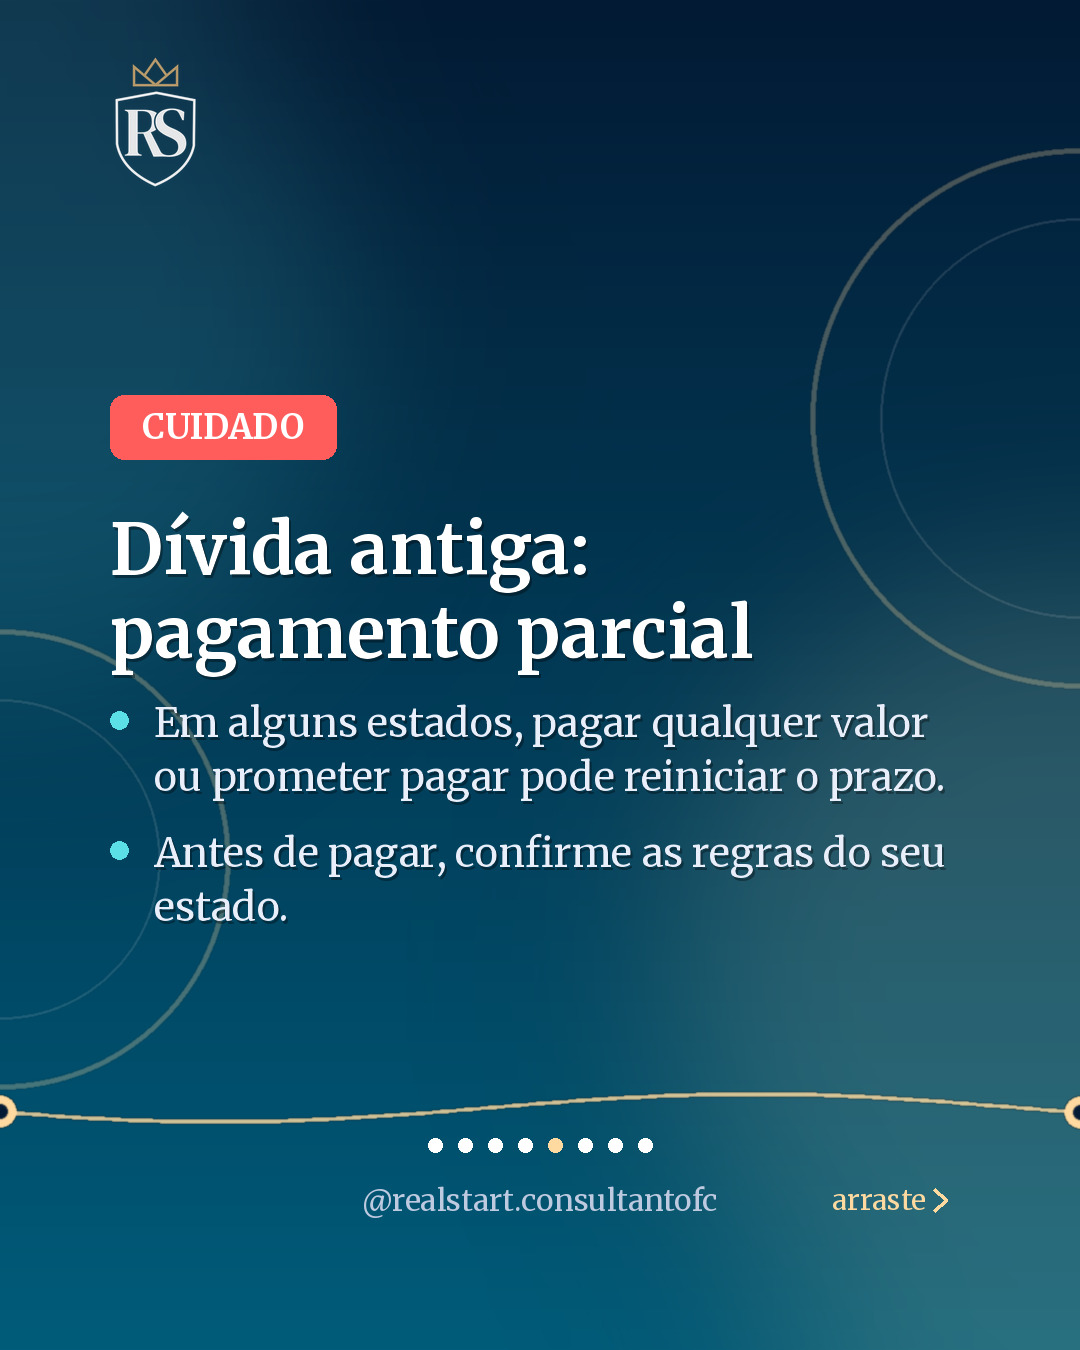 RS
CUIDADO
Dívida antiga:
pagamento parcial
Em alguns estados, pagar qualquer valor
ou prometer pagar pode reiniciar o prazo.
Antes de pagar, confirme as regras do seu
estado.
@realstart.consultantofc
arraste